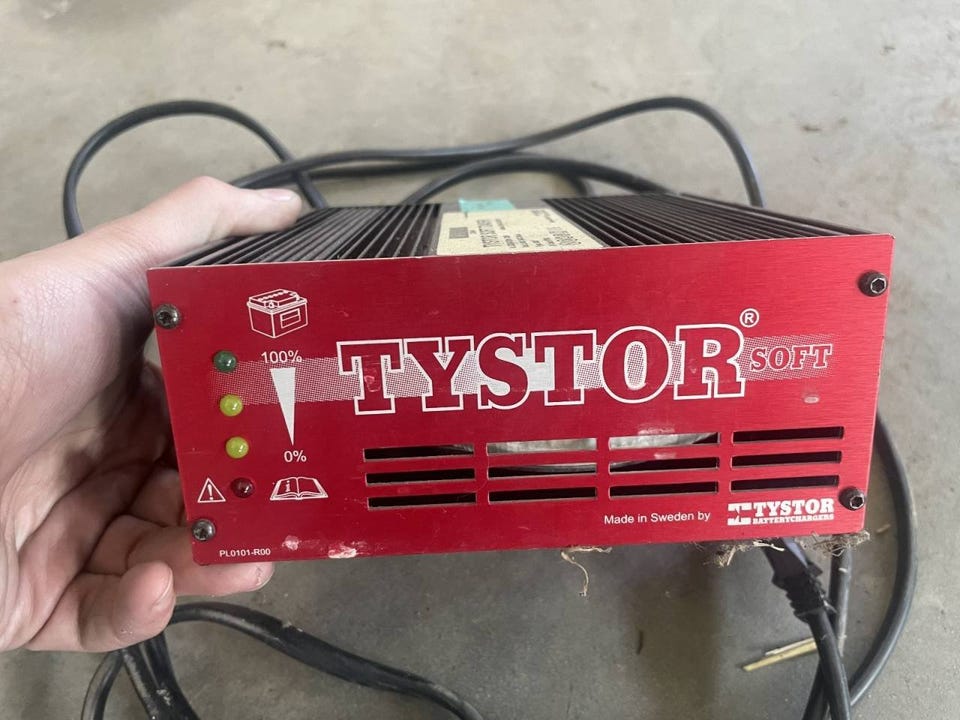 100%
TYSTOR® SOFT
0%
Made in Sweden by TYSTOR
BATTERYCHARGERS
PL0101-R00